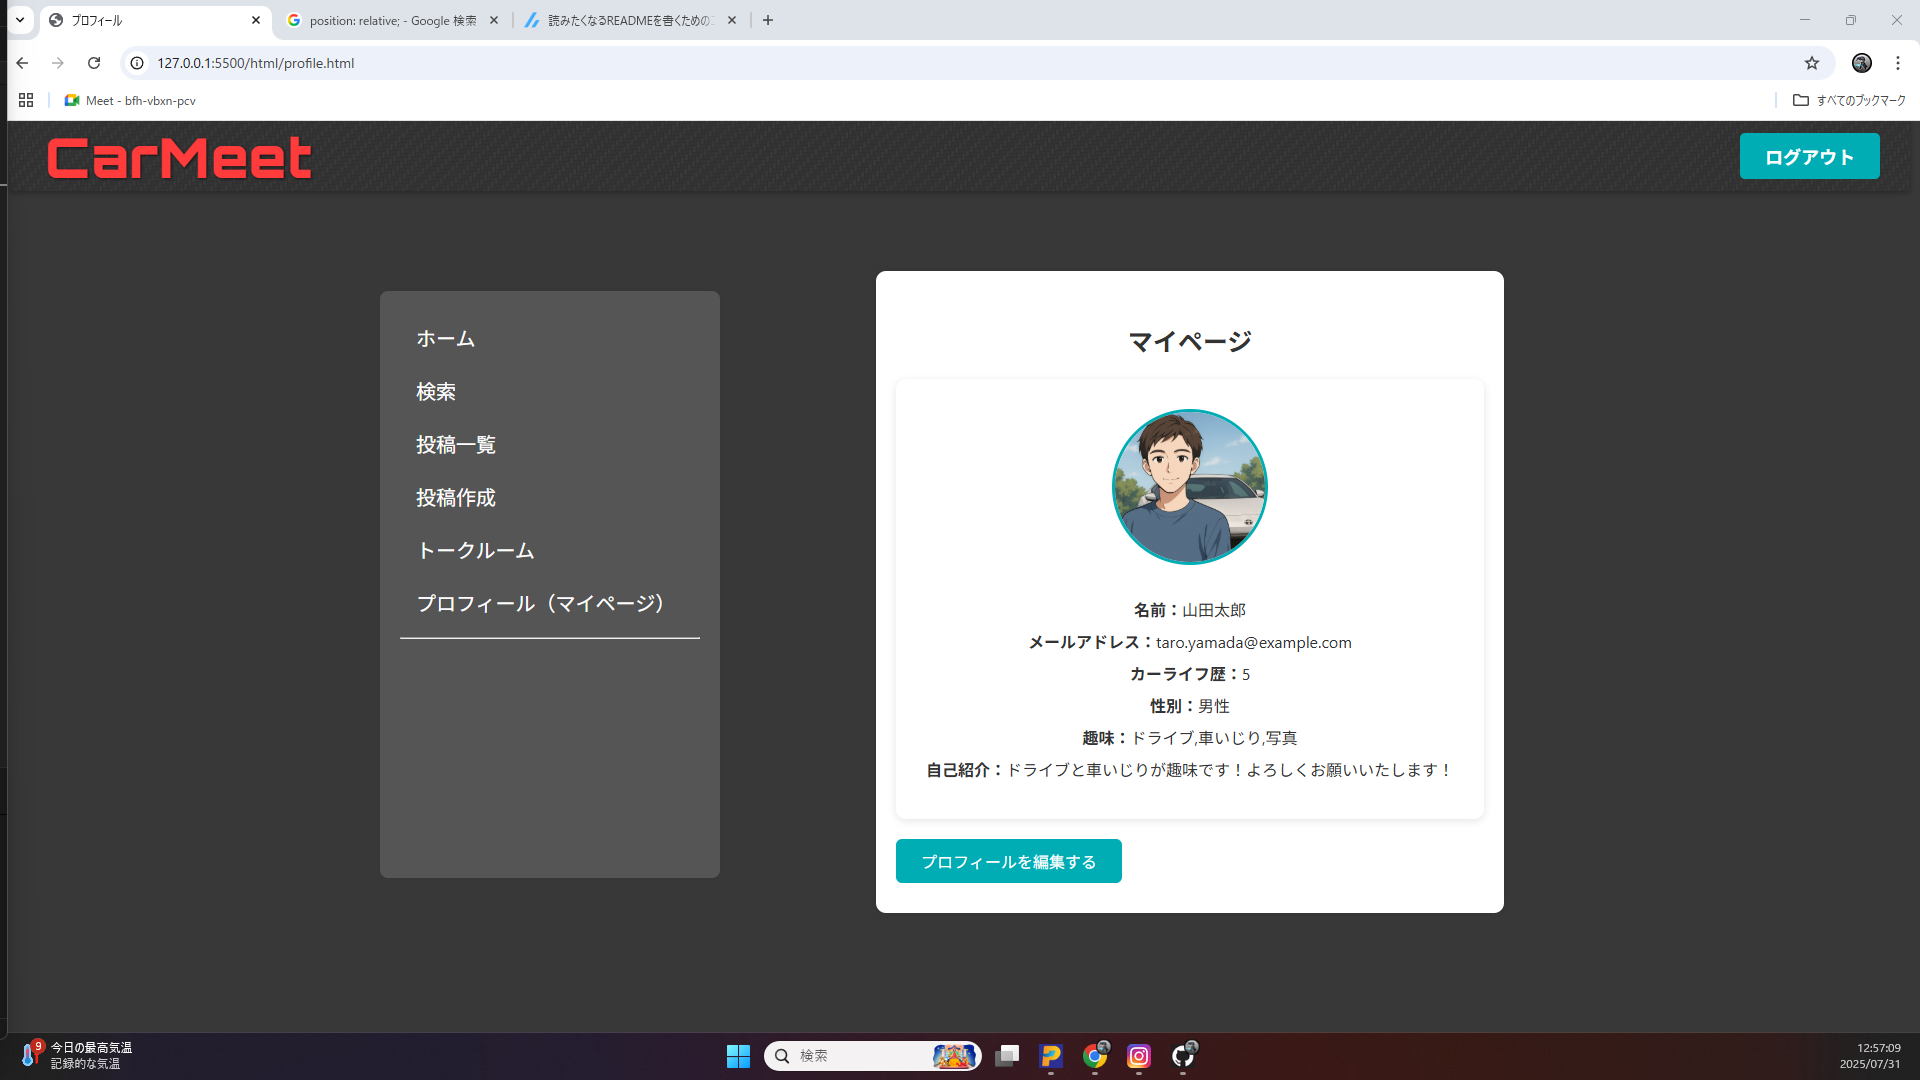 プロフィール
position: relative; - Google 検索
読みたくなるREADMEを書くための
127.0.0.1:5500/html/profile.html
Meet - bfh-vbxn-pcv
すべてのブックマーク
CarMeet
ログアウト
ホーム
検索
投稿一覧
投稿作成
トークルーム
プロフィール（マイページ）
マイページ
名前：山田太郎
メールアドレス：taro.yamada@example.com
カーライフ歴：5
性別：男性
趣味：ドライブ,車いじり,写真
自己紹介：ドライブと車いじりが趣味です！よろしくお願いいたします！
プロフィールを編集する
9
今日の最高気温
記録的な気温
検索
12:57:09
2025/07/31